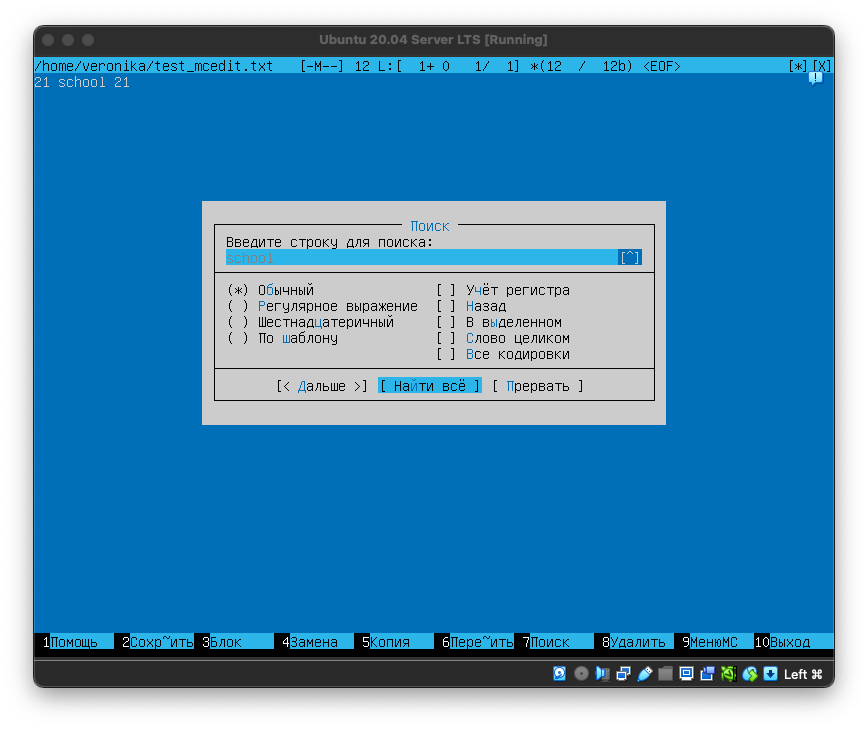 Ubuntu 20.04 Server LTS [Running]
/home/veronika/test_mcedit.txt [-M--] 12 L:[ 1+ 0 1/ 1] *(12 / 12b) <EOF> [*][X]
21 school 21
Поиск
Введите строку для поиска:
school [^]
(*) Обычный [ ] Учёт регистра
( ) Регулярное выражение [ ] Назад
( ) Шестнадцатеричный [ ] В выделенном
( ) По шаблону [ ] Слово целиком
[ ] Все кодировки
[< Дальше >] [ Найти всё ] [ Прервать ]
1Помощь 2Сохр~ить 3Блок 4Замена 5Копия 6Пере~ить 7Поиск 8Удалить 9МенюМС 10Выход
Left ⌘